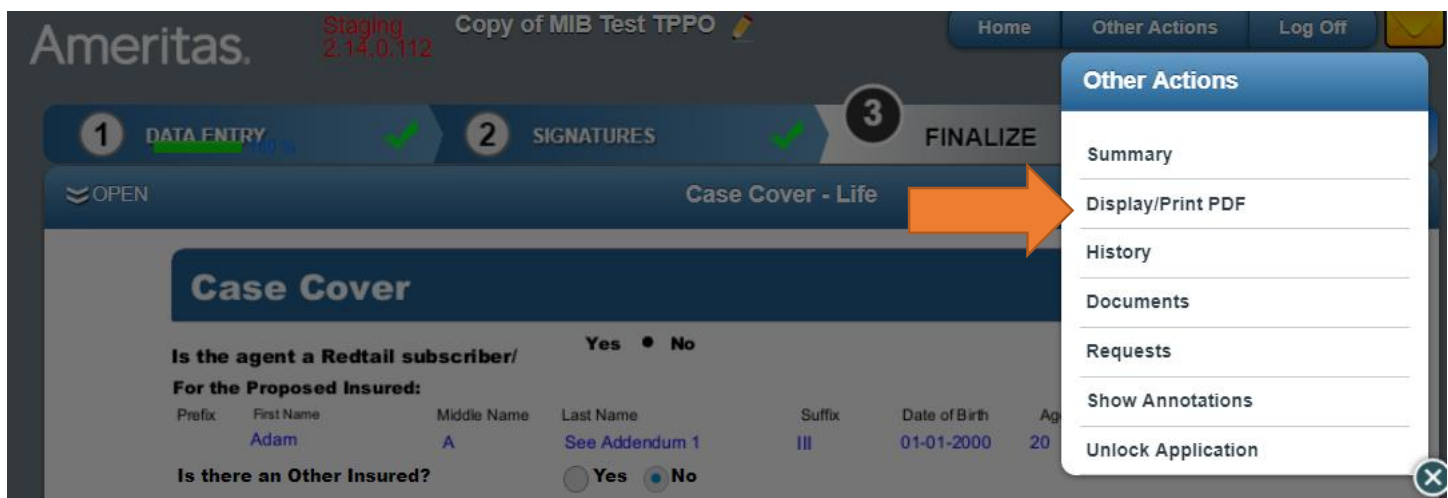 Ameritas.
Staging
2.14.0.112
Copy of MIB Test TPPO
Home
Other Actions
Log Off
1 DATA ENTRY
100 %
2 SIGNATURES
3 FINALIZE
OPEN
Case Cover - Life
Other Actions
Summary
Display/Print PDF
History
Documents
Requests
Show Annotations
Unlock Application
Case Cover
Is the agent a Redtail subscriber/ Yes No
For the Proposed Insured:
Prefix First Name Middle Name Last Name Suffix Date of Birth Ag
Adam A See Addendum 1 III 01-01-2000 20
Is there an Other Insured? Yes No